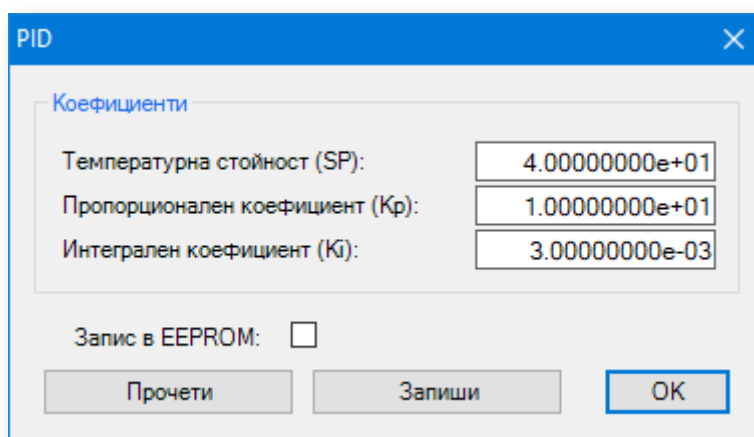 PID
Коефициенти
Температурна стойност (SP): 4.00000000e+01
Пропорционален коефициент (Kp): 1.00000000e+01
Интегрален коефициент (Ki): 3.00000000e-03
Запис в EEPROM:
Прочети Запиши OK